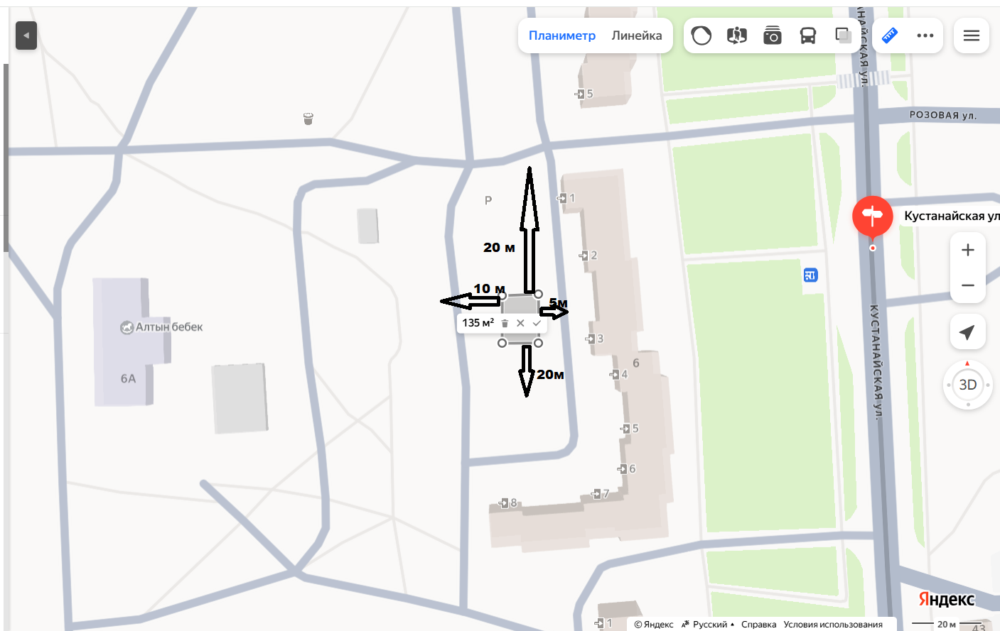 Планиметр
Линейка
5
НАЙСКАЯ ул.
РОЗОВАЯ ул.
P
1
Кустанайская ул
20 м
2
10 м
5м
135 м²
Алтын бебек
3
6
6А
20м
4
КУСТАНАЙСКАЯ ул.
3D
5
6
7
8
1
Яндекс
© Яндекс
Русский
Справка
Условия использования
20 м
43